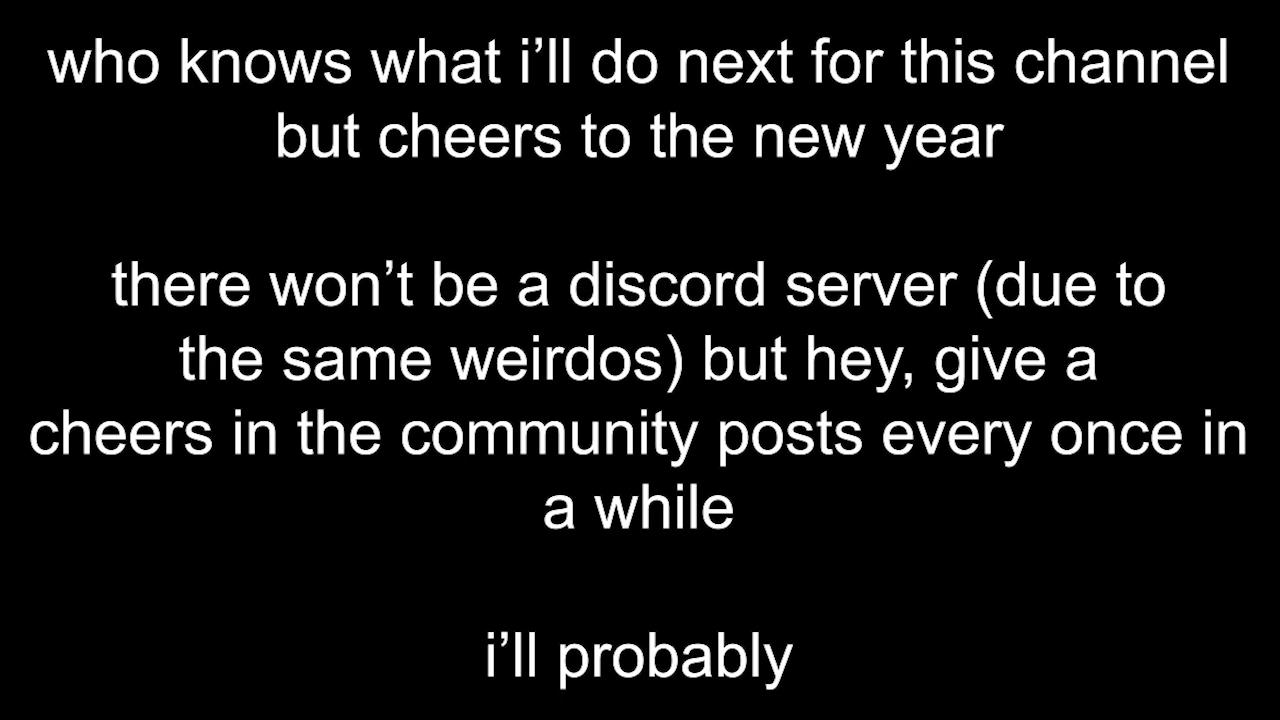 who knows what i’ll do next for this channel
but cheers to the new year
there won’t be a discord server (due to
the same weirdos) but hey, give a
cheers in the community posts every once in
a while
i’ll probably